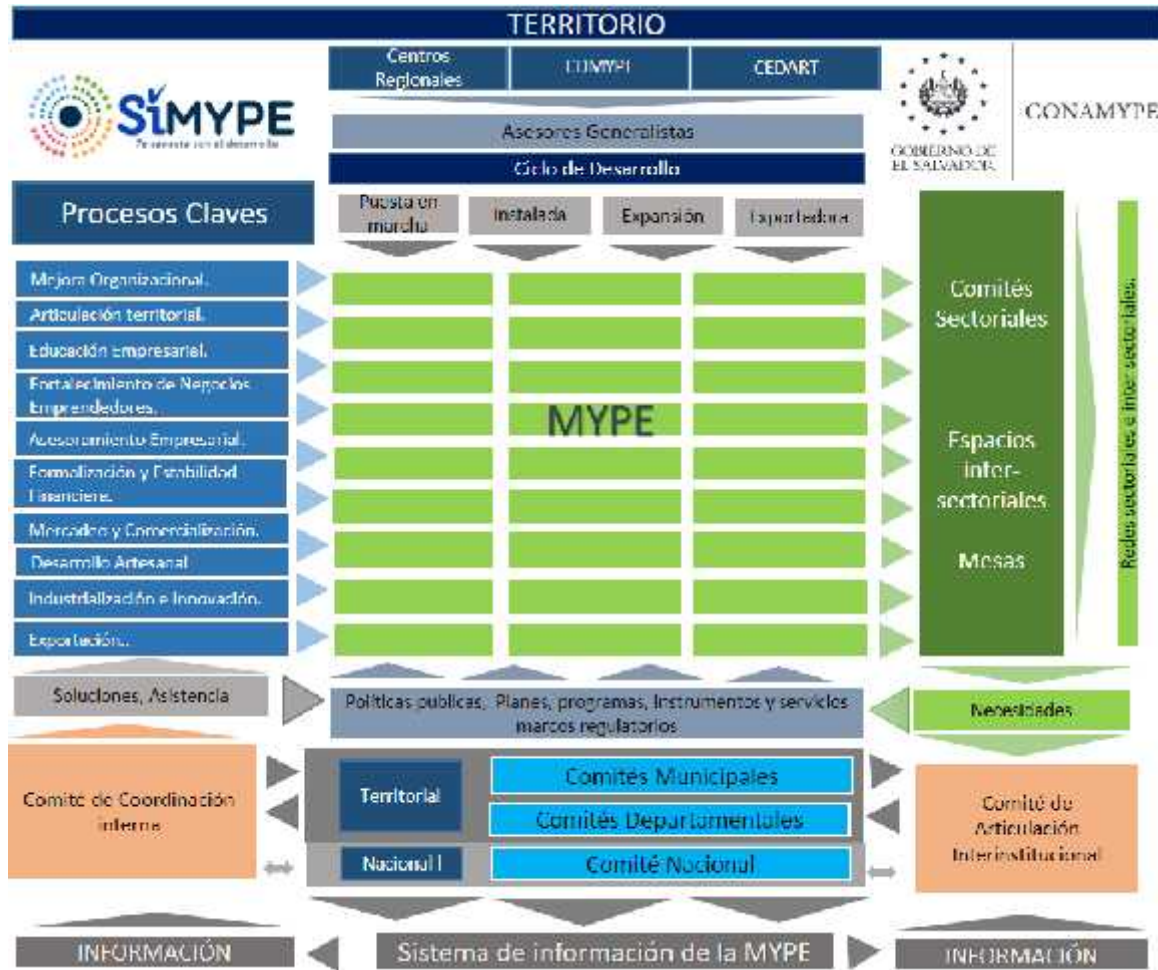 TERRITORIO
Centros
Regionales
CDMYPE
CEDART
SíMYPE
Asesores Generalistas
Ciclo de Desarrollo
GOBIERNO DE
EL SALVADOR
CONAMYPE
Procesos Claves
Puesta en
marcha
Instalada
Expansión
Exportadora
Mejora Organizacional.
Articulación territorial.
Educación Empresarial.
Fortalecimiento de Negocios
Emprendedores.
Asesoramiento Empresarial.
Formalización y Estabilidad
Financiera.
Mercadeo y Comercialización.
Desarrollo Artesanal
Industrialización e Innovación.
Exportación..
MYPE
Comités
Sectoriales
Espacios
inter-
sectoriales
Mesas
Redes sectoriales e inter sectoriales.
Soluciones, Asistencia
Políticas publicas, Planes, programas, Instrumentos y servicios
marcos regulatorios
Necesidades
Comité de Coordinación
interna
Territorial
Comités Municipales
Comités Departamentales
Nacional l
Comité Nacional
Comité de
Articulación
Interinstitucional
INFORMACIÓN
Sistema de información de la MYPE
INFORMACIÓN